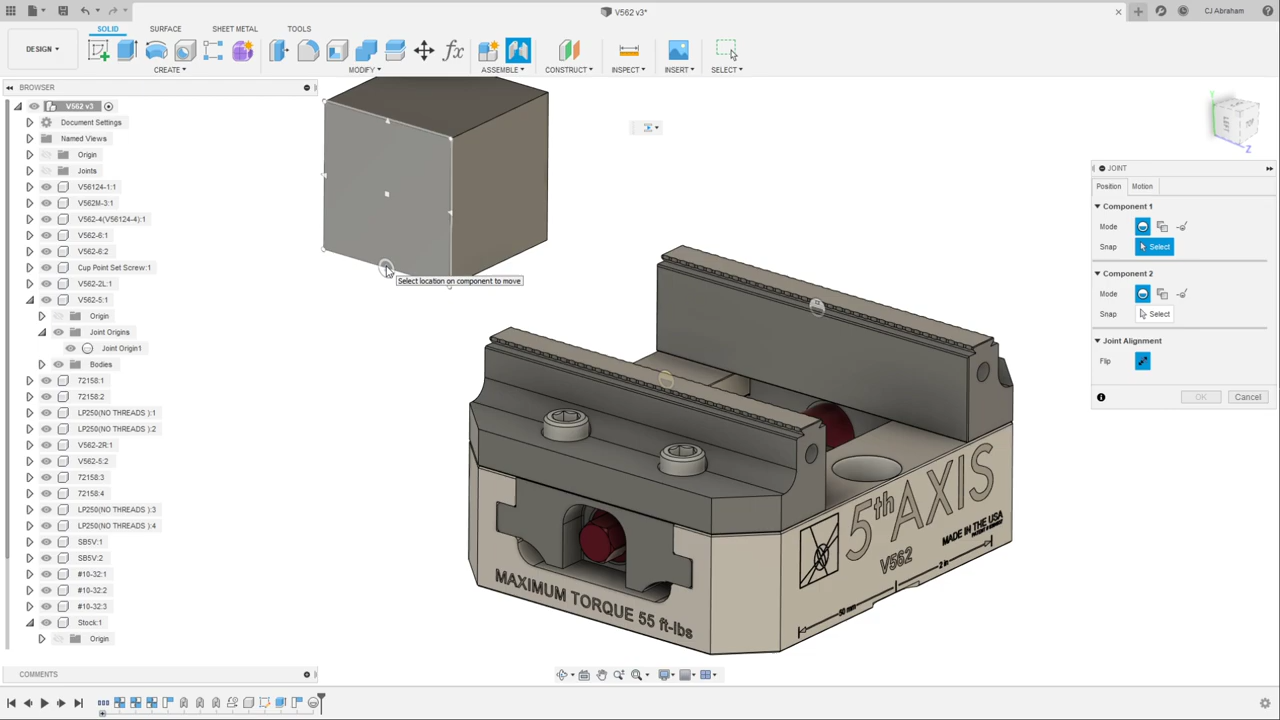 V562 v3*
CJ Abraham
SOLID
SURFACE
SHEET METAL
TOOLS
DESIGN
CREATE
MODIFY
ASSEMBLE
CONSTRUCT
INSPECT
INSERT
SELECT
BROWSER
V562 v3
Document Settings
Named Views
Origin
Joints
V56124-1:1
V562M-3:1
V562-4(V56124-4):1
V562-6:1
V562-6:2
Cup Point Set Screw:1
V562-2L:1
V562-5:1
Origin
Joint Origins
Joint Origin1
Bodies
72158:1
72158:2
LP250(NO THREADS ):1
LP250(NO THREADS ):2
V562-2R:1
V562-5:2
72158:3
72158:4
LP250(NO THREADS ):3
LP250(NO THREADS ):4
SB5V:1
SB5V:2
#10-32:1
#10-32:2
#10-32:3
Stock:1
Origin
COMMENTS
Select location on component to move
5th AXIS
MADE IN THE USA
V562
2 in
50 mm
MAXIMUM TORQUE 55 ft-lbs
Y
Z
JOINT
Position
Motion
Component 1
Mode
Snap
Select
Component 2
Mode
Snap
Select
Joint Alignment
Flip
OK
Cancel